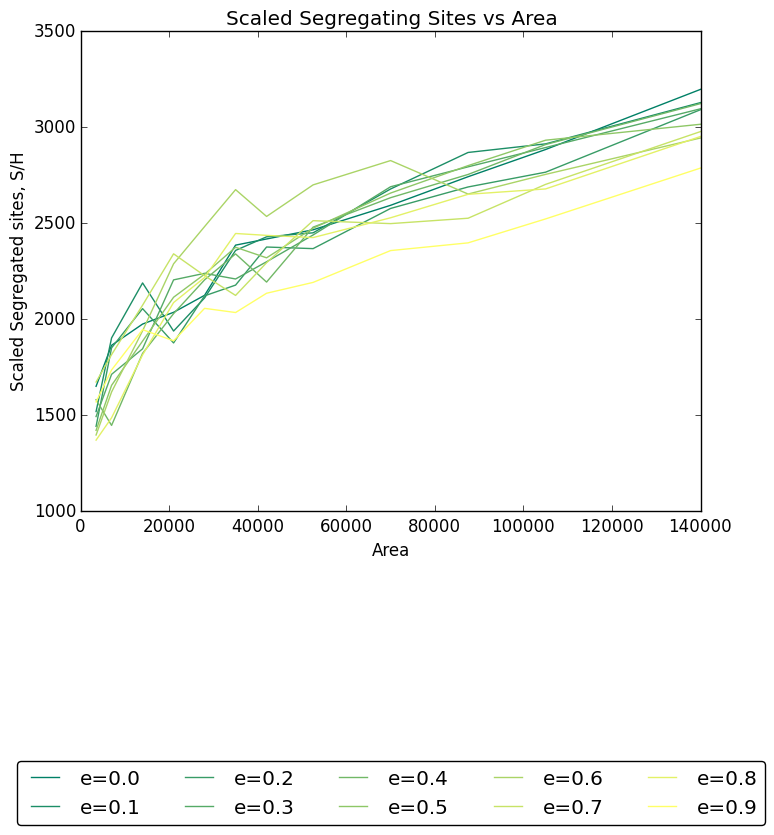 Scaled Segregating Sites vs Area
3500
3000
2500
2000
1500
1000
Scaled Segregated sites, S/H
0 20000 40000 60000 80000 100000 120000 140000
Area
e=0.0 e=0.2 e=0.4 e=0.6 e=0.8
e=0.1 e=0.3 e=0.5 e=0.7 e=0.9